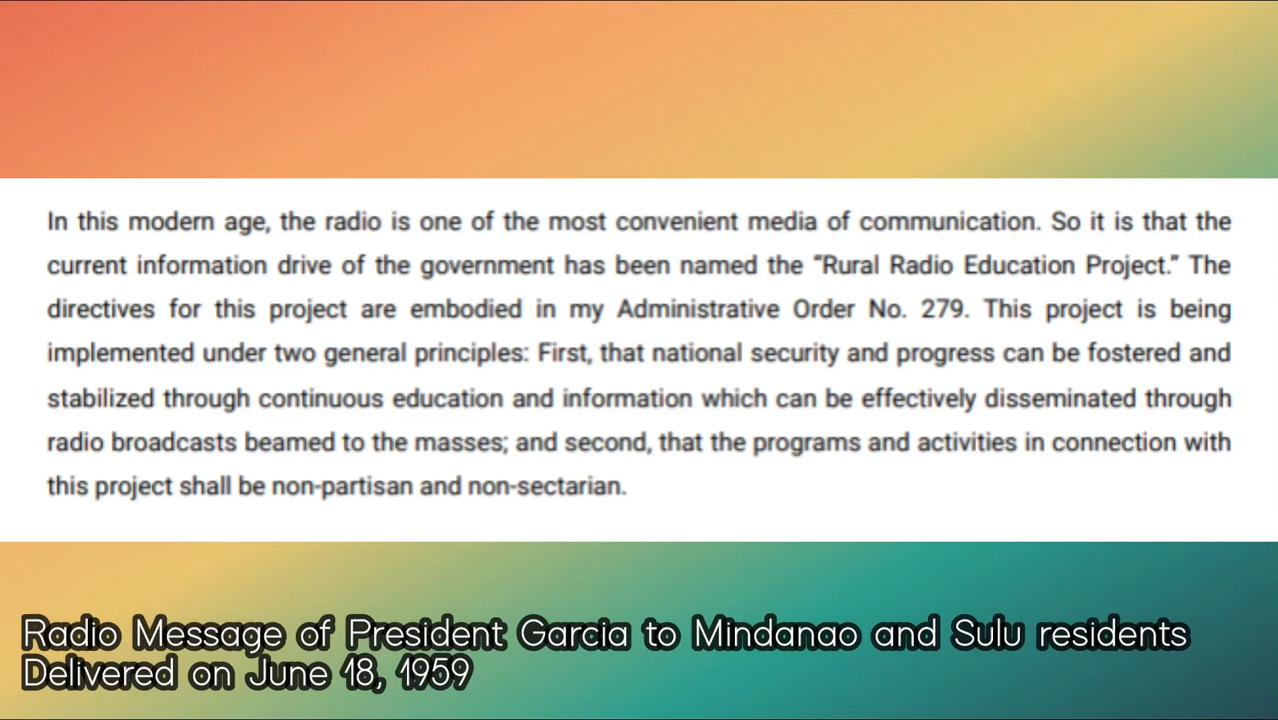 In this modern age, the radio is one of the most convenient media of communication. So it is that the
current information drive of the government has been named the “Rural Radio Education Project.” The
directives for this project are embodied in my Administrative Order No. 279. This project is being
implemented under two general principles: First, that national security and progress can be fostered and
stabilized through continuous education and information which can be effectively disseminated through
radio broadcasts beamed to the masses; and second, that the programs and activities in connection with
this project shall be non-partisan and non-sectarian.
Radio Message of President Garcia to Mindanao and Sulu residents
Delivered on June 18, 1959